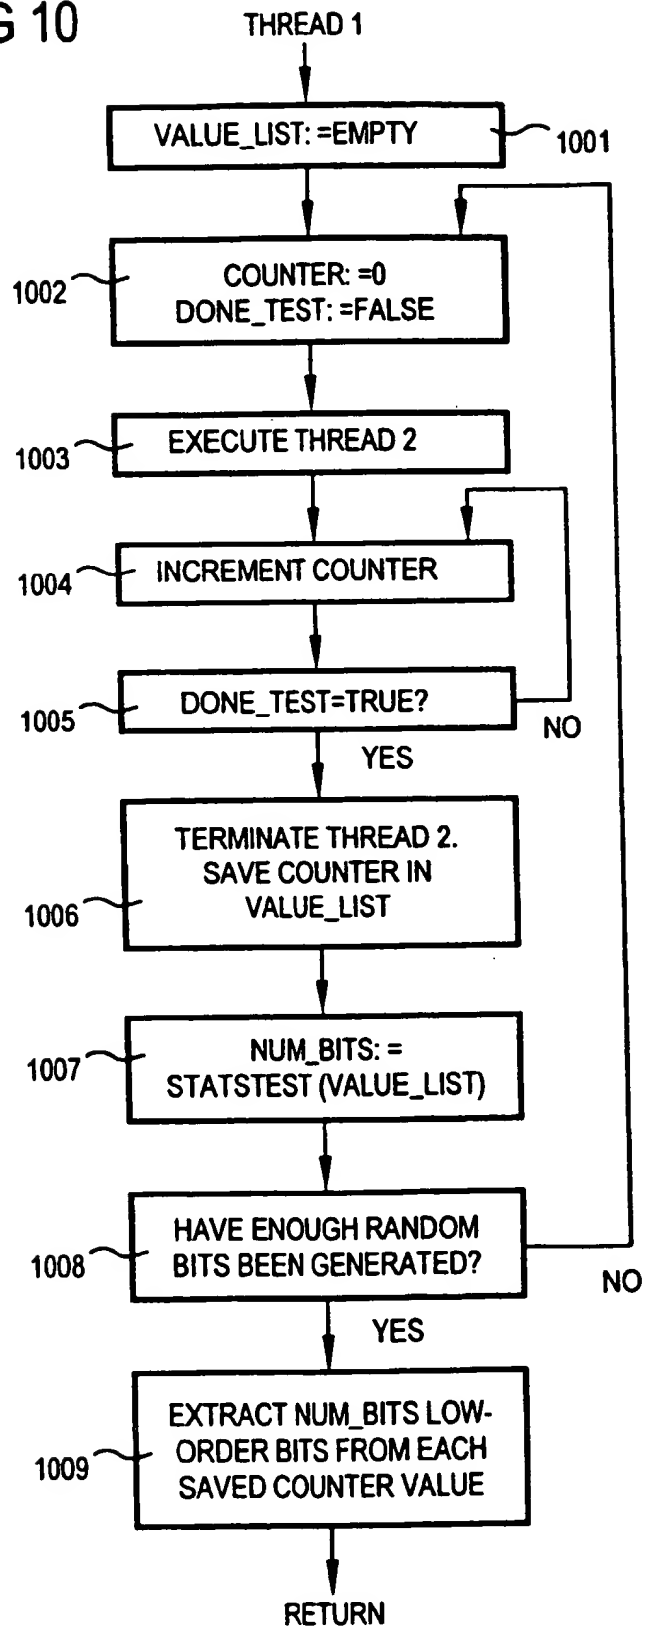 G 10
THREAD 1
VALUE_LIST: =EMPTY
1001
1002
COUNTER: =0
DONE_TEST: =FALSE
1003
EXECUTE THREAD 2
1004
INCREMENT COUNTER
1005
DONE_TEST=TRUE?
NO
YES
1006
TERMINATE THREAD 2.
SAVE COUNTER IN
VALUE_LIST
1007
NUM_BITS: =
STATSTEST (VALUE_LIST)
1008
HAVE ENOUGH RANDOM
BITS BEEN GENERATED?
NO
YES
1009
EXTRACT NUM_BITS LOW-
ORDER BITS FROM EACH
SAVED COUNTER VALUE
RETURN